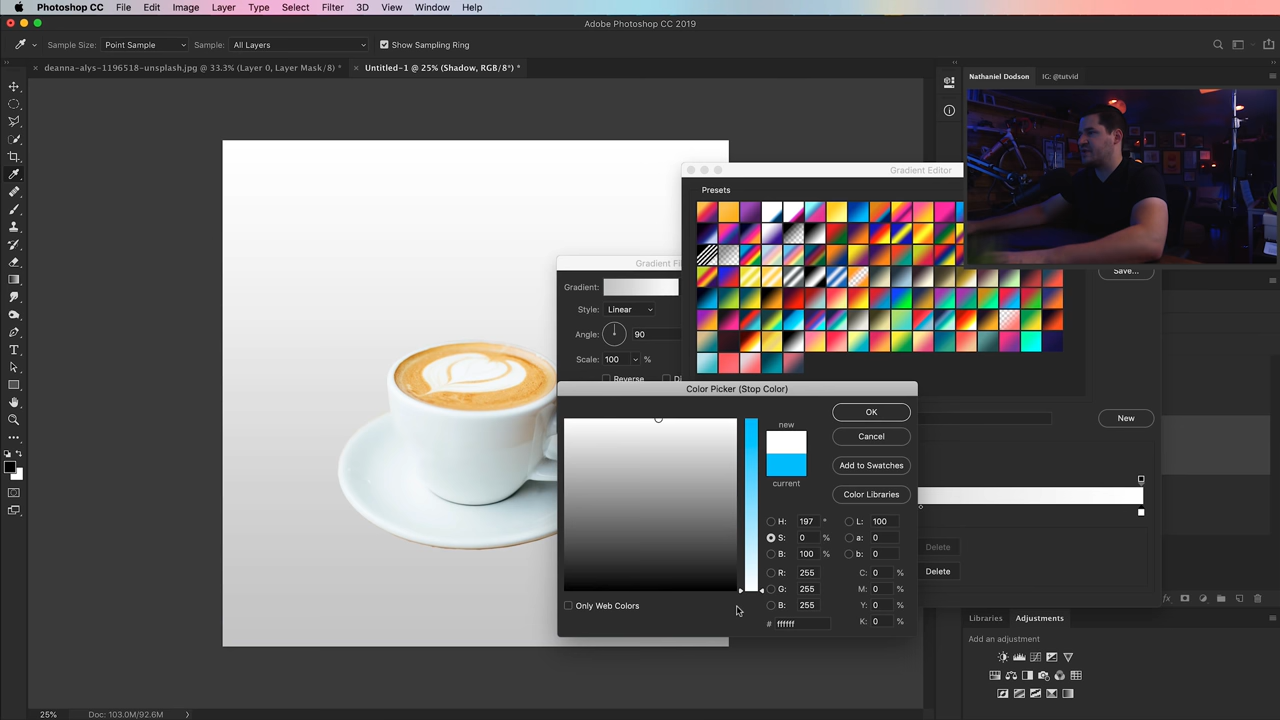 Photoshop CC File Edit Image Layer Type Select Filter 3D View Window Help
Adobe Photoshop CC 2019
Sample Size: Point Sample Sample: All Layers Show Sampling Ring
deanna-alys-1196518-unsplash.jpg @ 33.3% (Layer 0, Layer Mask/8) * Untitled-1 @ 25% (Shadow, RGB/8*) *
Nathaniel Dodson IG: @tutvid
Gradient Editor
Presets
Gradient Fi
Save...
Gradient:
Style: Linear
Angle: 90
Scale: 100 %
Reverse Di
Color Picker (Stop Color)
OK
new
Cancel
Add to Swatches
current
Color Libraries
New
H: 197 ° L: 100
S: 0 % a: 0
B: 100 % b: 0
R: 255 C: 0 %
G: 255 M: 0 %
B: 255 Y: 0 %
# ffffff K: 0 %
Only Web Colors
Delete
Delete
fx
Libraries Adjustments
Add an adjustment
25% Doc: 103.0M/92.6M